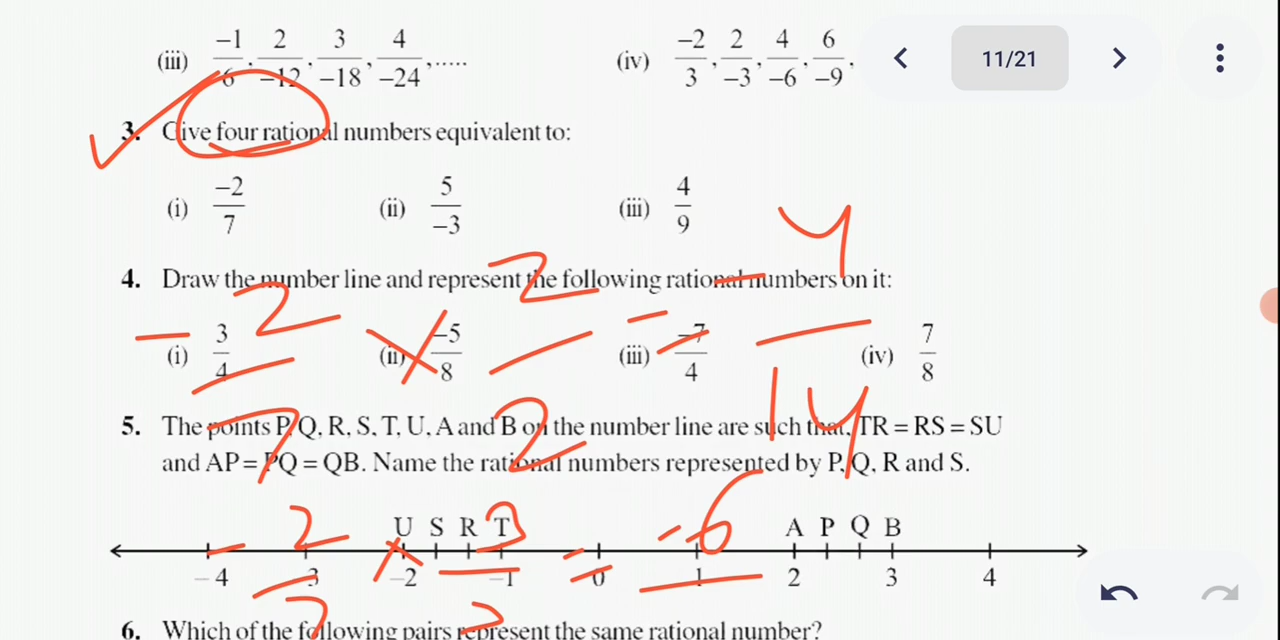 (iii) -1/6, 2/-12, 3/-18, 4/-24,..... (iv) -2/3, 2/-3, 4/-6, 6/-9,
11/21
3. Give four rational numbers equivalent to:
(i) -2/7 (ii) 5/-3 (iii) 4/9
4. Draw the number line and represent the following rational numbers on it:
(i) 3/4 (ii) -5/8 (iii) -7/4 (iv) 7/8
-2/7 × 2/2 = -4/14
5. The points P, Q, R, S, T, U, A and B on the number line are such that, TR = RS = SU
and AP = PQ = QB. Name the rational numbers represented by P, Q, R and S.
U S R T A P Q B
-4 -3 -2 -1 0 1 2 3 4
-2/7 × 3/3 = -6
6. Which of the following pairs represent the same rational number?